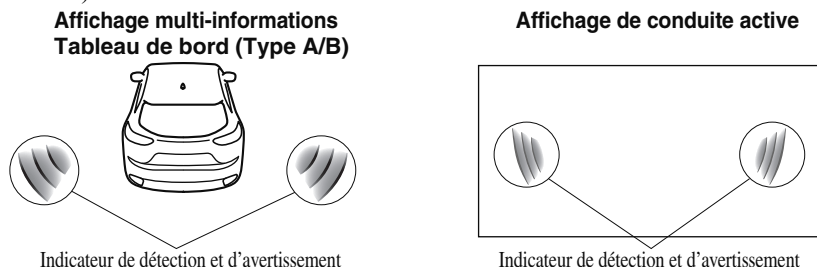 Affichage multi-informations
Tableau de bord (Type A/B)
Affichage de conduite active
Indicateur de détection et d'avertissement
Indicateur de détection et d'avertissement